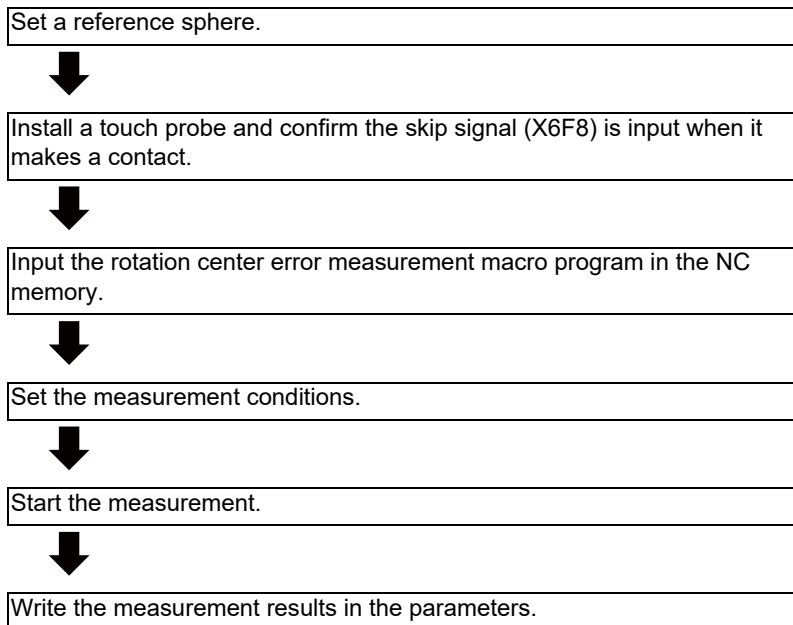 Set a reference sphere.
Install a touch probe and confirm the skip signal (X6F8) is input when it
makes a contact.
Input the rotation center error measurement macro program in the NC
memory.
Set the measurement conditions.
Start the measurement.
Write the measurement results in the parameters.